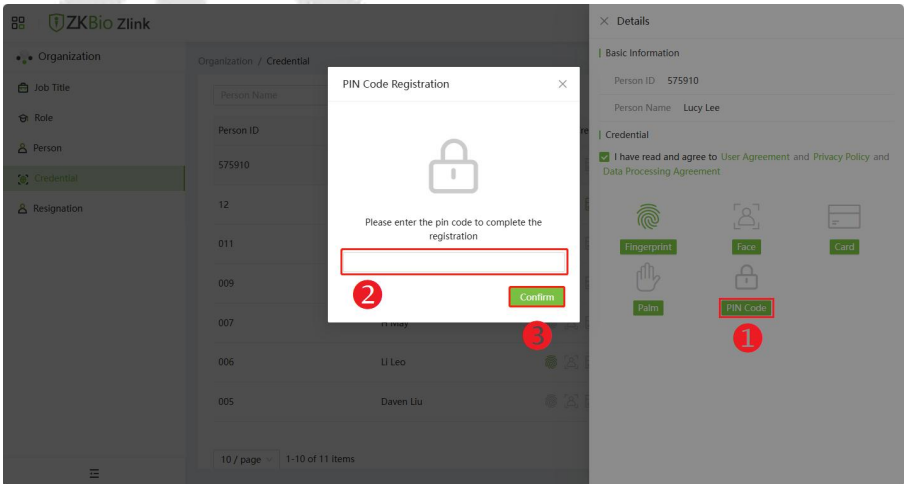 ZKBio Zlink
Organization
Job Title
Role
Person
Credential
Resignation
Organization / Credential
Person Name
Person ID
575910
12
011
009
007
006 LI Leo
005 Daven Liu
10 / page 1-10 of 11 items
PIN Code Registration
Please enter the pin code to complete the
registration
2
Confirm
3
Details
Basic Information
Person ID 575910
Person Name Lucy Lee
Credential
I have read and agree to User Agreement and Privacy Policy and
Data Processing Agreement
Fingerprint Face Card
Palm PIN Code
1